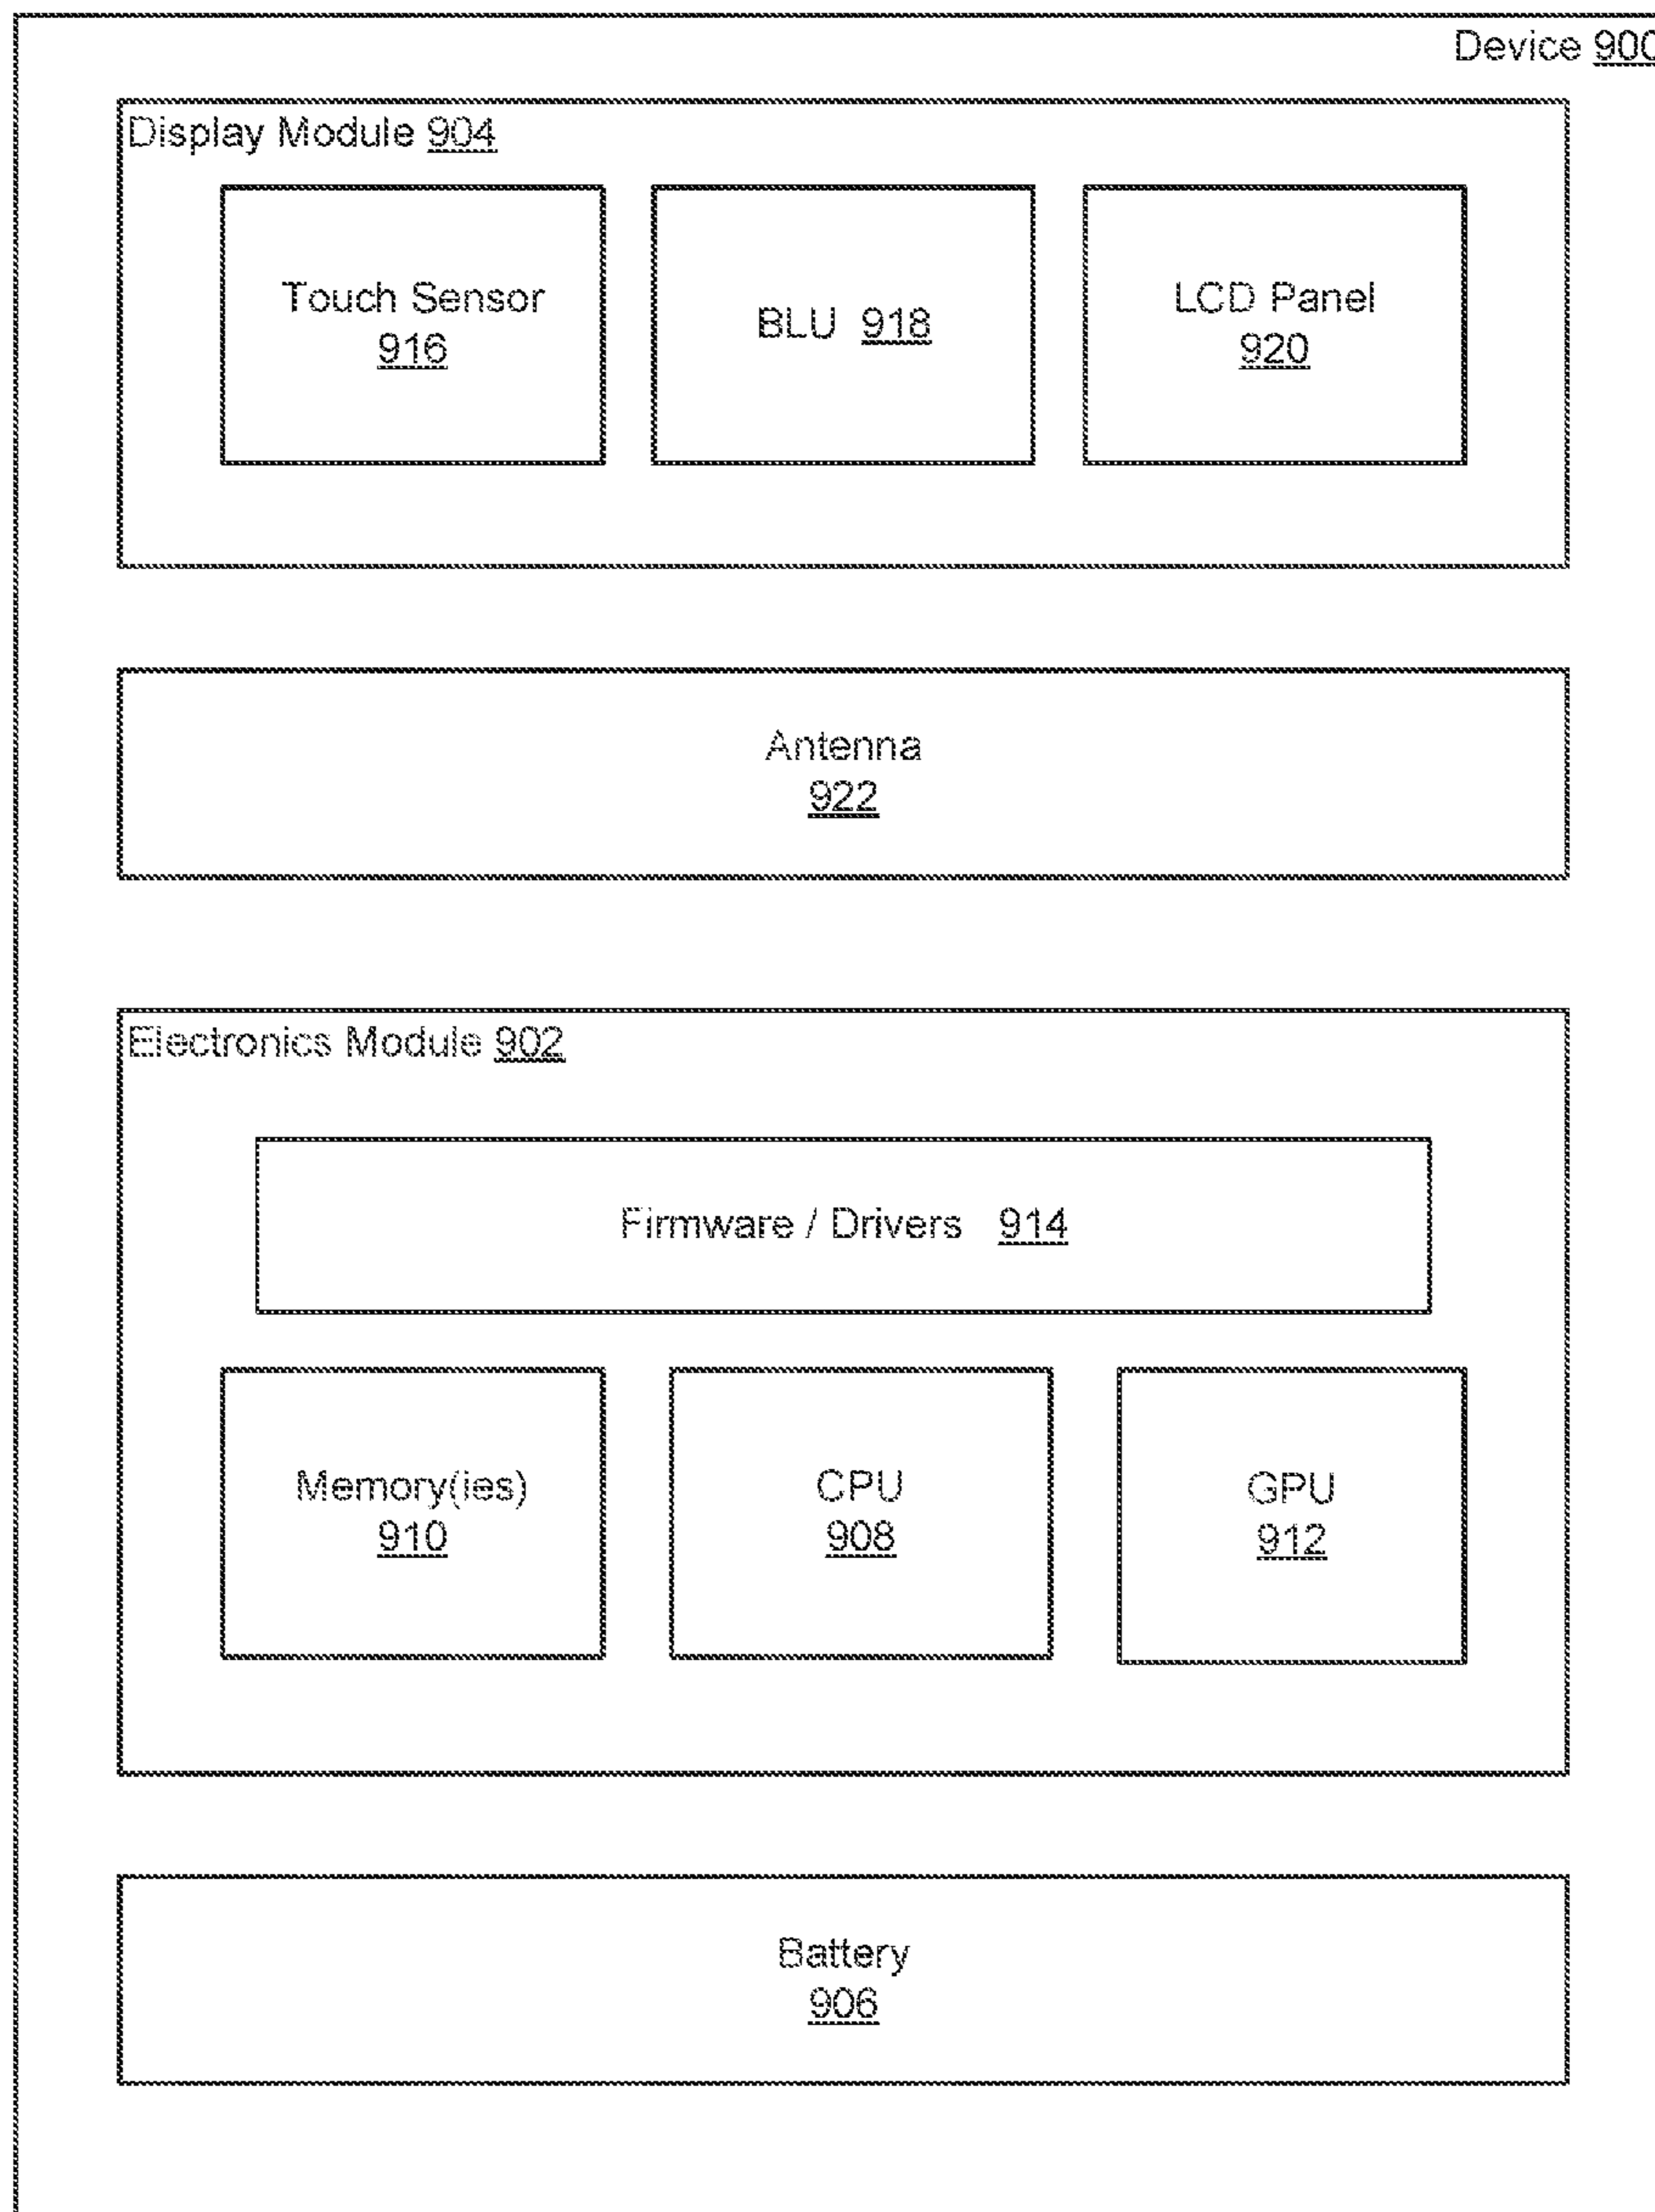 Device 900
Display Module 904
Touch Sensor
916
BLU 918
LCD Panel
920
Antenna
922
Electronics Module 902
Firmware / Drivers 914
Memory(ies)
910
CPU
908
GPU
912
Battery
906